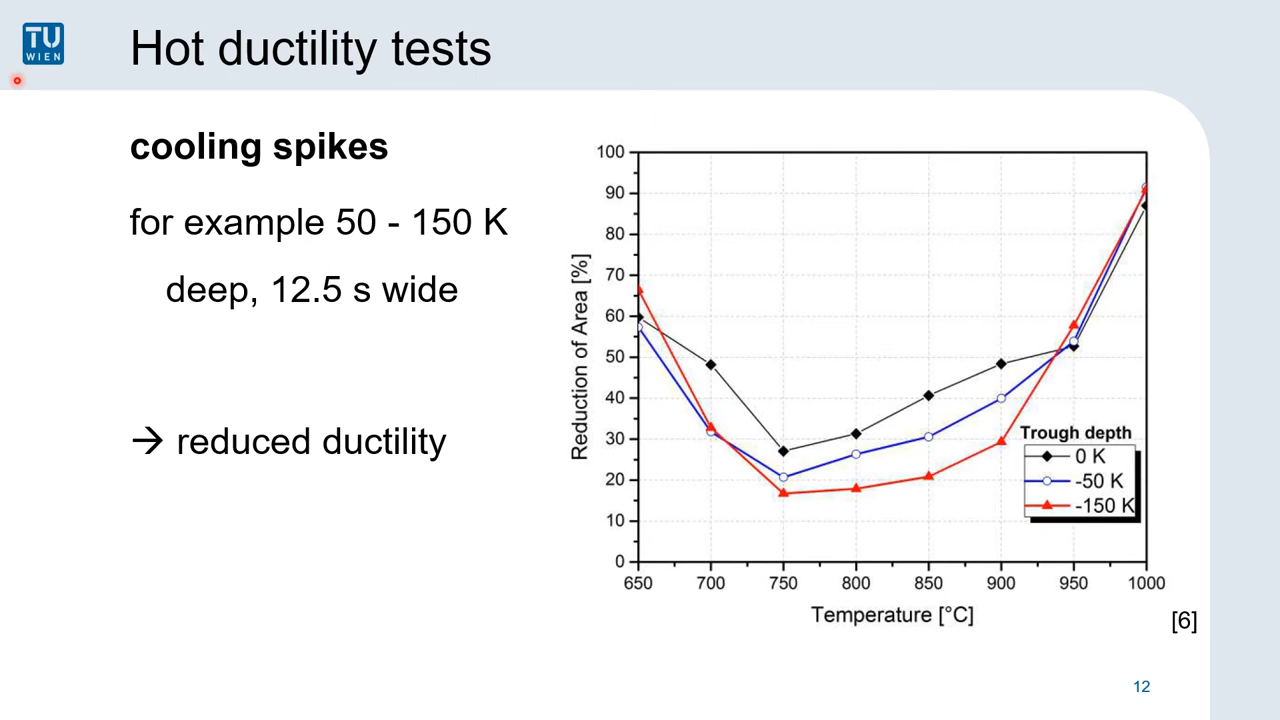 TU
WIEN
Hot ductility tests
cooling spikes
for example 50 - 150 K
deep, 12.5 s wide
→ reduced ductility
100
90
80
70
60
50
40
30
20
10
0
Reduction of Area [%]
650 700 750 800 850 900 950 1000
Temperature [°C]
Trough depth
0 K
-50 K
-150 K
[6]
12